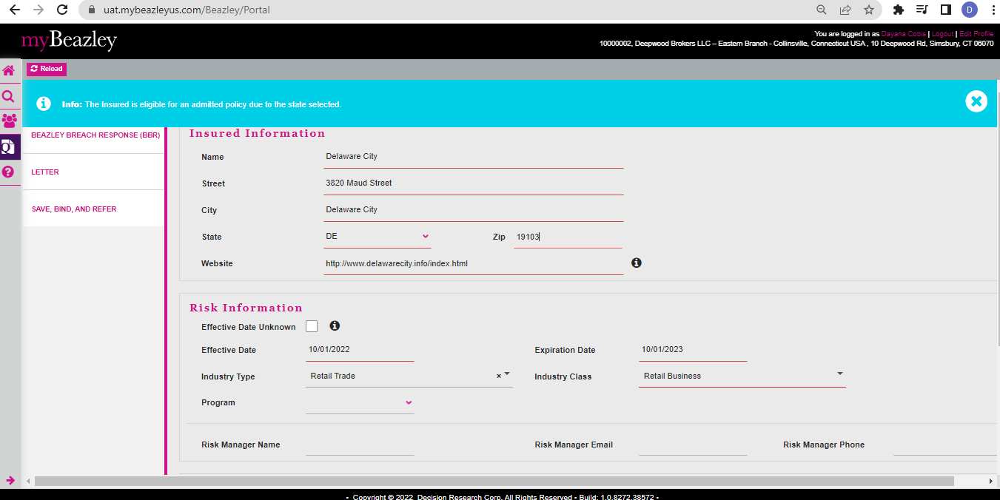 uat.mybeazleyus.com/Beazley/Portal
D
myBeazley
You are logged in as Dayana Cobis | Logout | Edit Profile
10000002, Deepwood Brokers LLC – Eastern Branch - Collinsville, Connecticut USA , 10 Deepwood Rd, Simsbury, CT 06070
Reload
Info: The Insured is eligible for an admitted policy due to the state selected.
BEAZLEY BREACH RESPONSE (BBR)
LETTER
SAVE, BIND, AND REFER
Insured Information
Name Delaware City
Street 3820 Maud Street
City Delaware City
State DE Zip 19103
Website http://www.delawarecity.info/index.html
Risk Information
Effective Date Unknown
Effective Date 10/01/2022 Expiration Date 10/01/2023
Industry Type Retail Trade × Industry Class Retail Business
Program
Risk Manager Name Risk Manager Email Risk Manager Phone
- Copyright © 2022 Decision Research Corp. All Rights Reserved - Build: 1.0.8272.38572 -